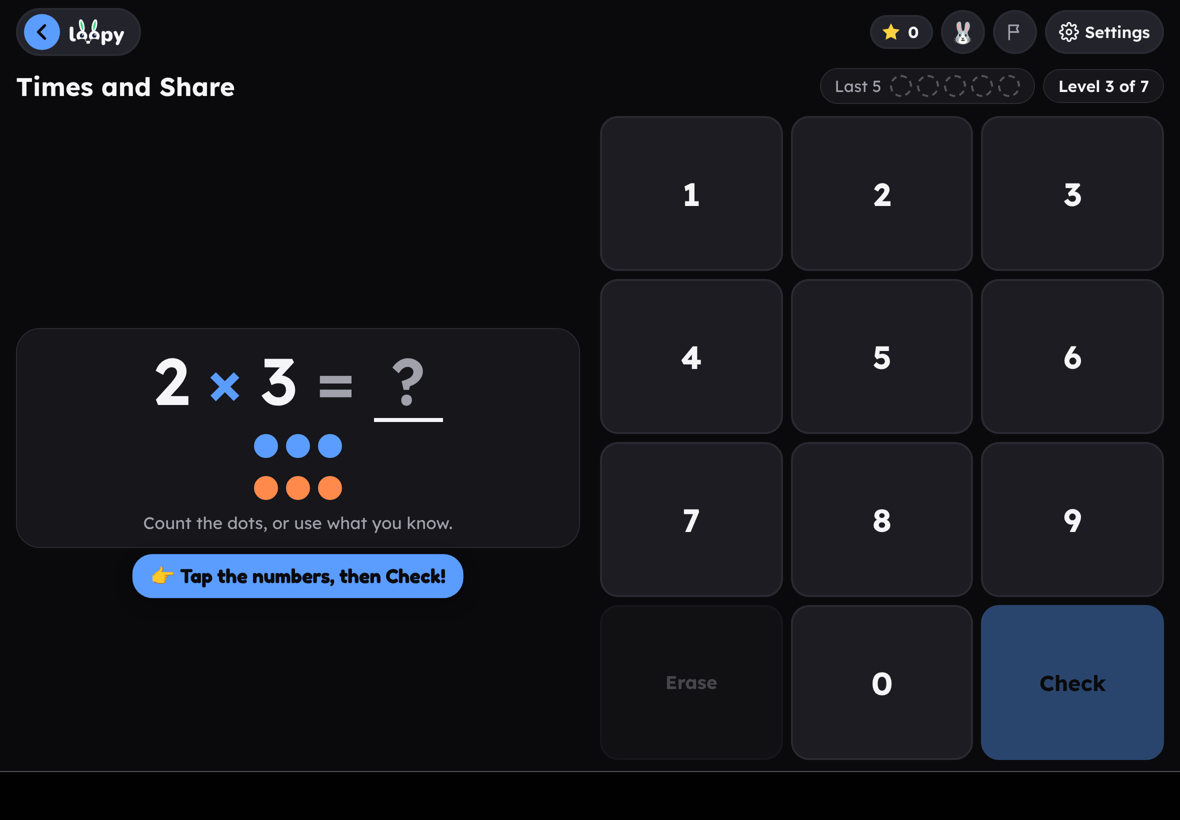 loopy
0
Settings
Times and Share
Last 5
Level 3 of 7
2 × 3 = ?
Count the dots, or use what you know.
👉 Tap the numbers, then Check!
1 2 3
4 5 6
7 8 9
Erase 0 Check